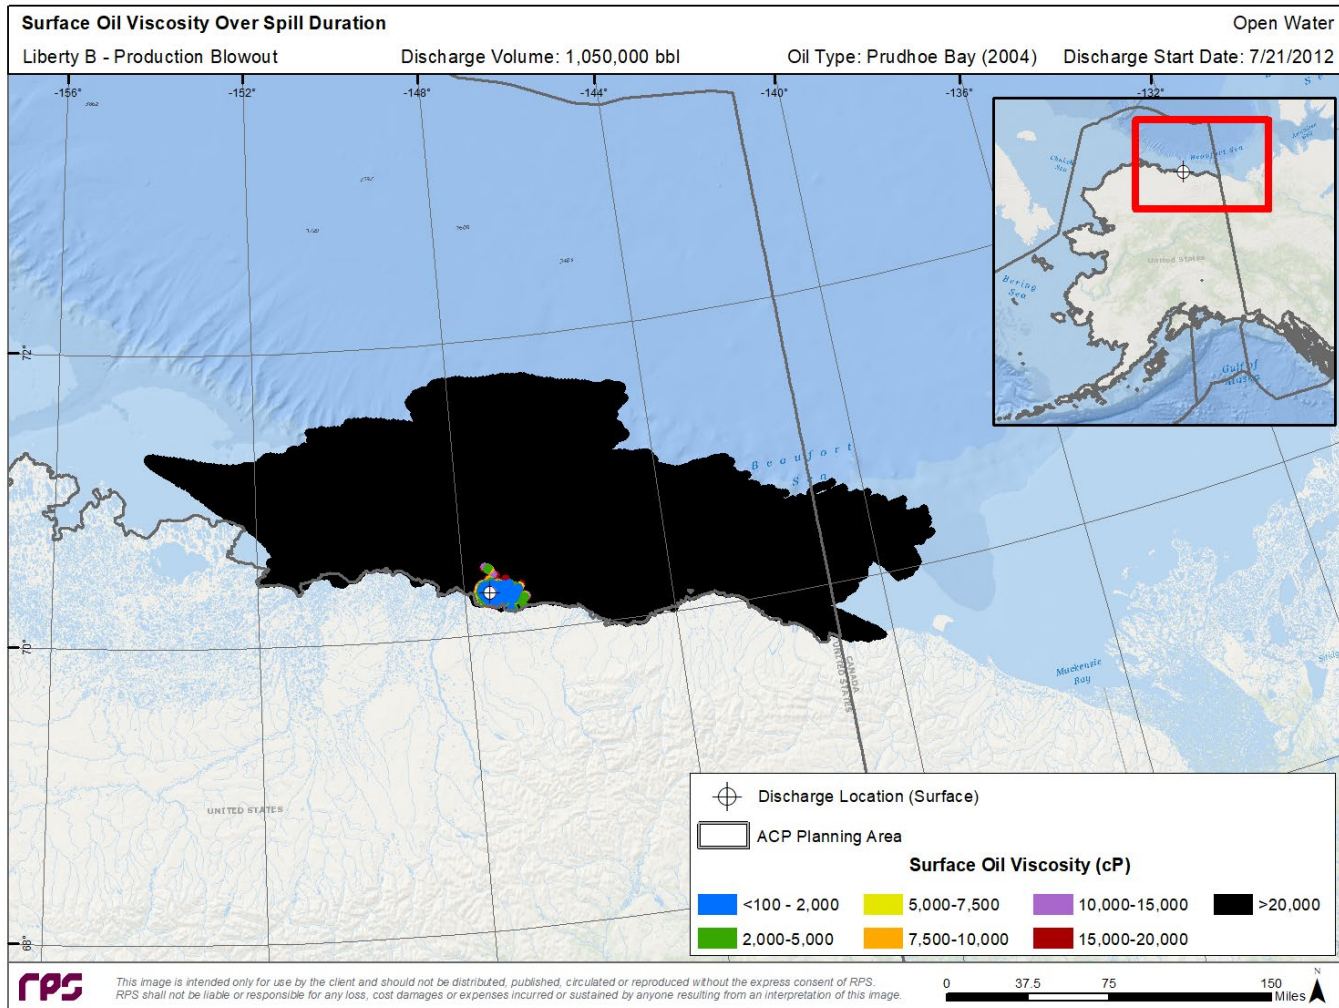 Surface Oil Viscosity Over Spill Duration
Open Water
Liberty B - Production Blowout
Discharge Volume: 1,050,000 bbl
Oil Type: Prudhoe Bay (2004)
Discharge Start Date: 7/21/2012
-156°
-152°
-148°
-144°
-140°
-136°
-132°
Beaufort Sea
Bering
Sea
United States
Gulf of
Alaska
72°
Beaufort
Sea
70°
Mackenzie
Bay
CANADA
UNITED STATES
UNITED STATES
68°
Discharge Location (Surface)
ACP Planning Area
Surface Oil Viscosity (cP)
<100 - 2,000
5,000-7,500
10,000-15,000
>20,000
2,000-5,000
7,500-10,000
15,000-20,000
rps
This image is intended only for use by the client and should not be distributed, published, circulated or reproduced without the express consent of RPS.
RPS shall not be liable or responsible for any loss, cost damages or expenses incurred or sustained by anyone resulting from an interpretation of this image.
0 37.5 75 150
Miles
N